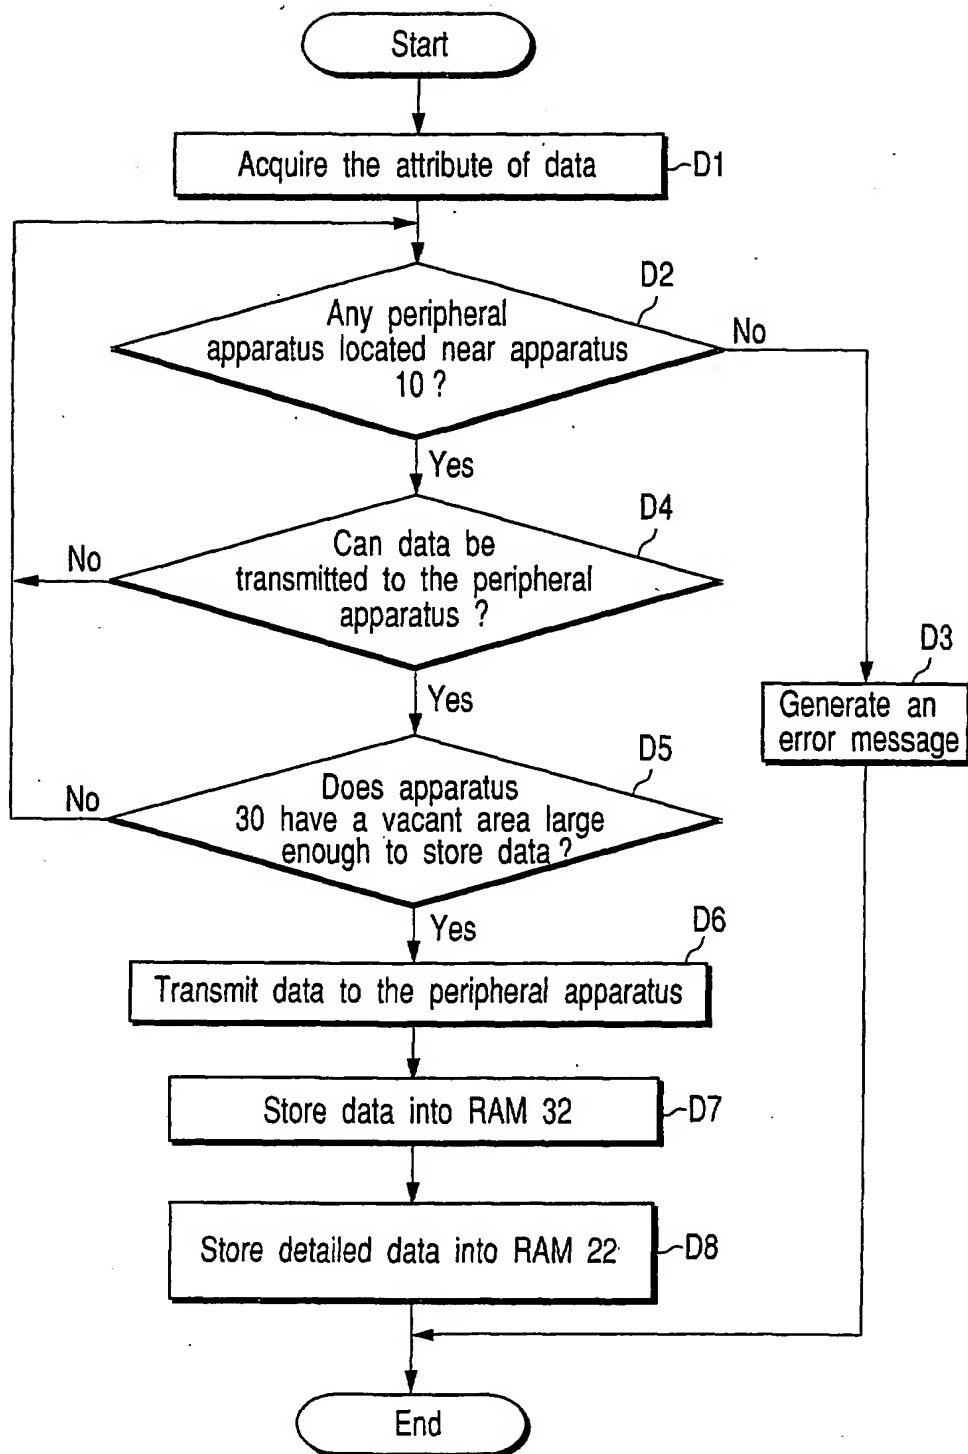 Start
Acquire the attribute of data
D1
D2
Any peripheral
apparatus located near apparatus
10 ?
No
Yes
D4
Can data be
transmitted to the peripheral
apparatus ?
No
Yes
D3
Generate an
error message
D5
Does apparatus
30 have a vacant area large
enough to store data ?
No
Yes
D6
Transmit data to the peripheral apparatus
Store data into RAM 32
D7
Store detailed data into RAM 22
D8
End